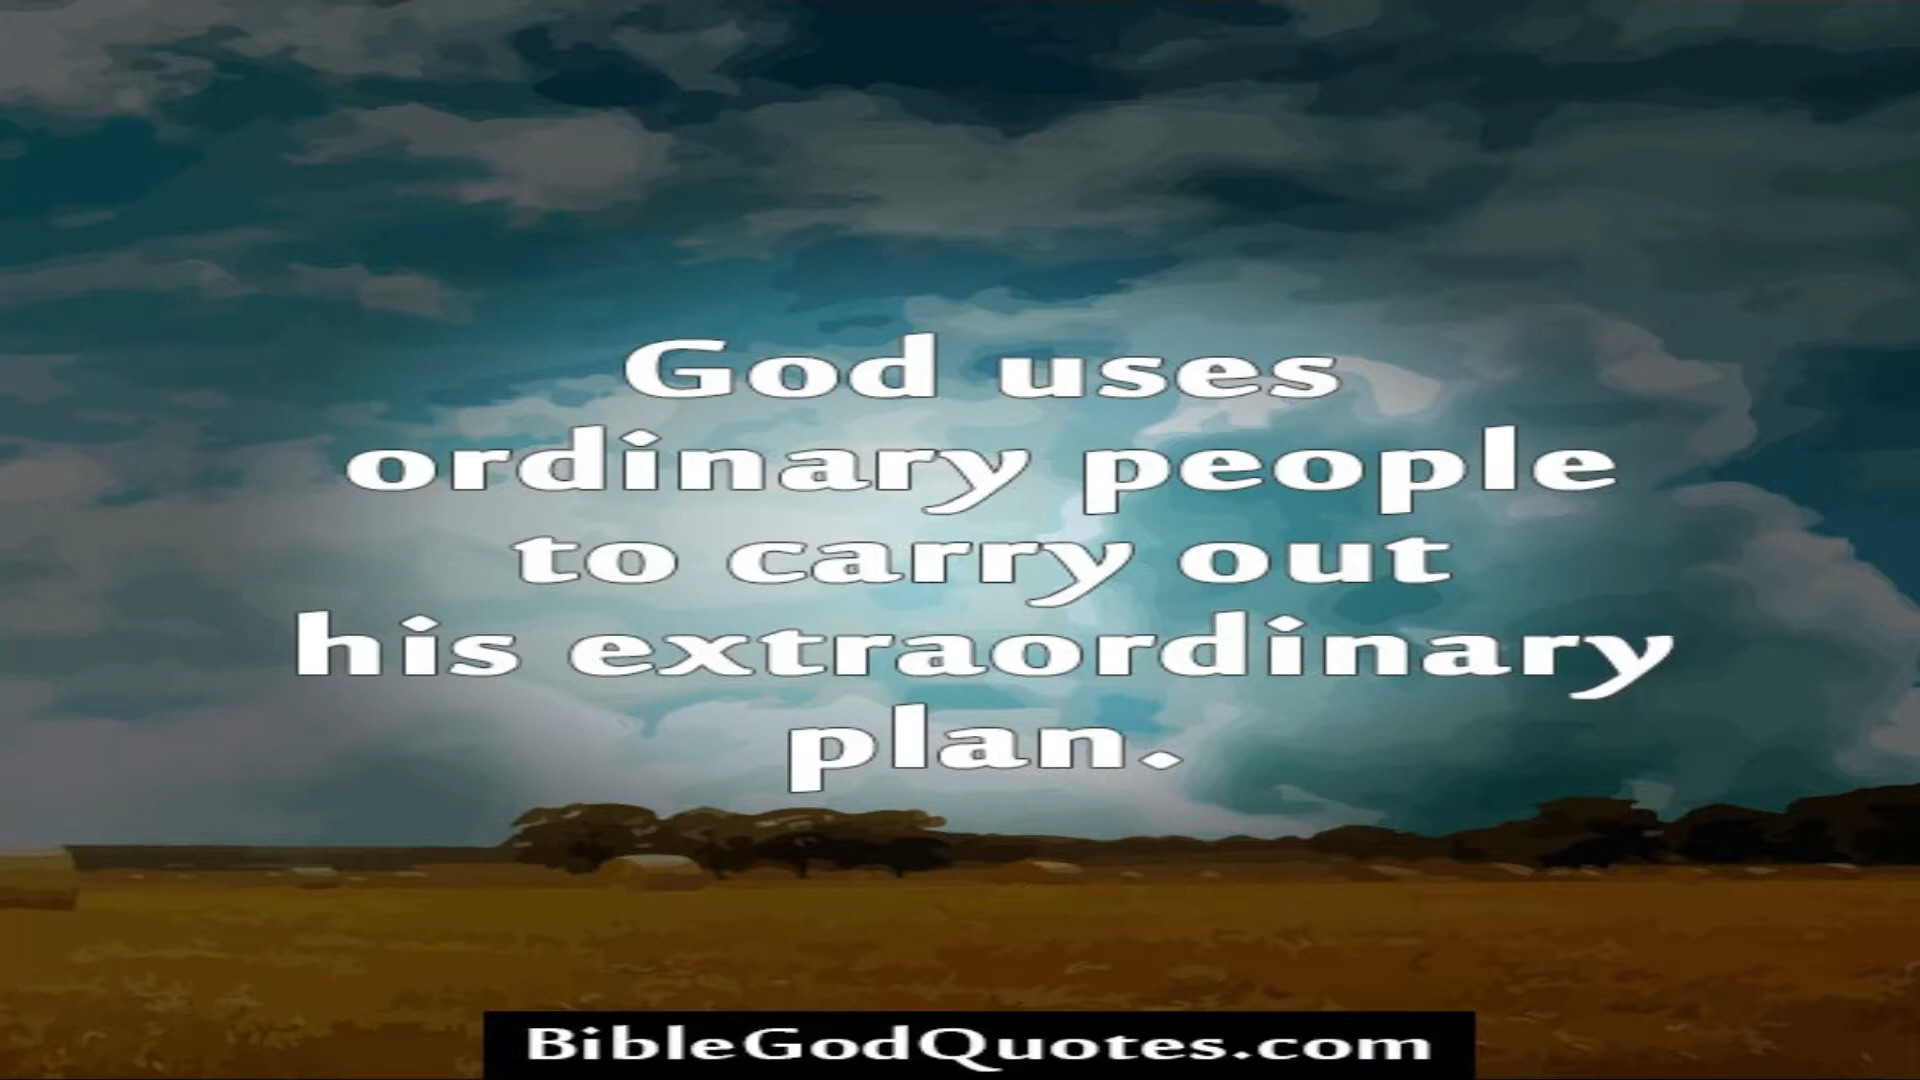 God uses
ordinary people
to carry out
his extraordinary
plan.
BibleGodQuotes.com